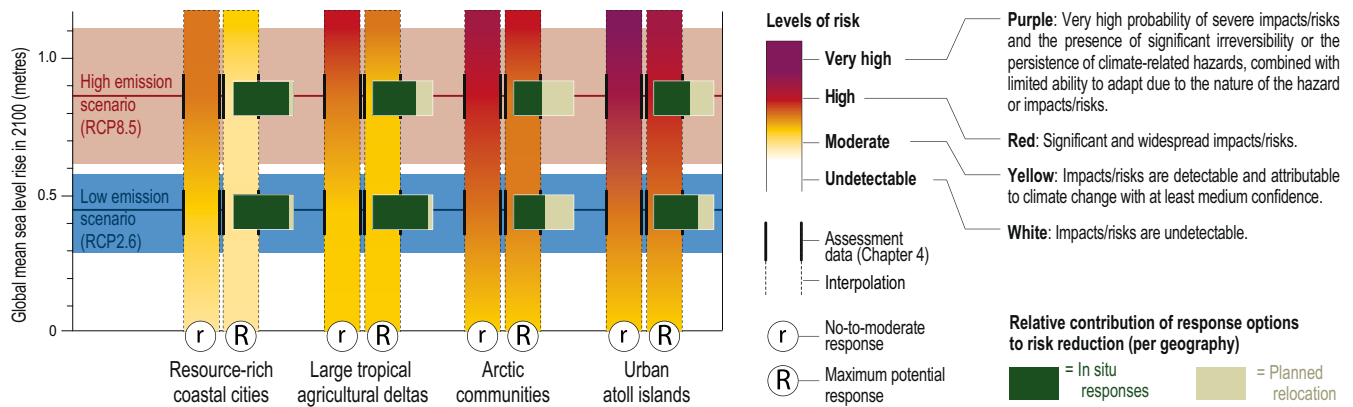 Global mean sea level rise in 2100 (metres)
1.0
0.5
0
High emission
scenario
(RCP8.5)
Low emission
scenario
(RCP2.6)
r
R
r
R
r
R
r
R
Resource-rich
coastal cities
Large tropical
agricultural deltas
Arctic
communities
Urban
atoll islands
Levels of risk
Very high
High
Moderate
Undetectable
Assessment
data (Chapter 4)
Interpolation
r
No-to-moderate
response
R
Maximum potential
response
Purple: Very high probability of severe impacts/risks
and the presence of significant irreversibility or the
persistence of climate-related hazards, combined with
limited ability to adapt due to the nature of the hazard
or impacts/risks.
Red: Significant and widespread impacts/risks.
Yellow: Impacts/risks are detectable and attributable
to climate change with at least medium confidence.
White: Impacts/risks are undetectable.
Relative contribution of response options
to risk reduction (per geography)
= In situ
responses
= Planned
relocation